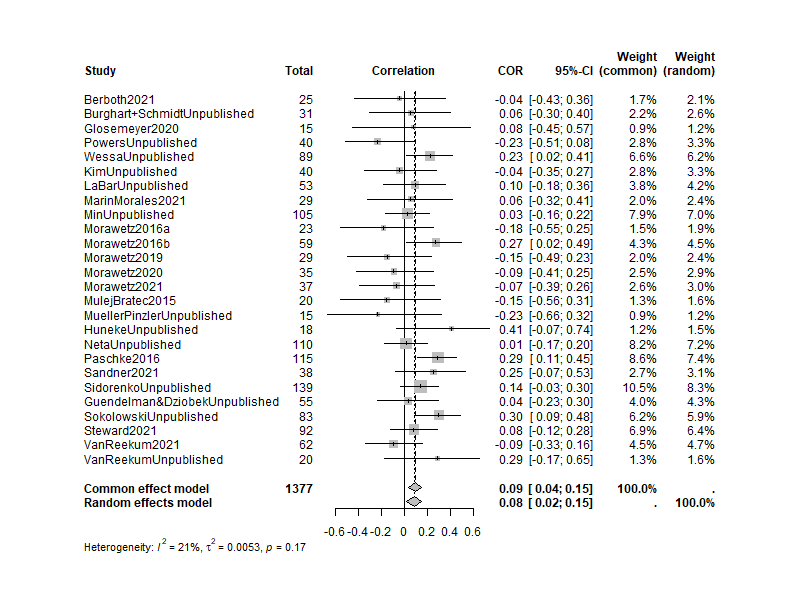 Weight Weight
Study Total Correlation COR 95%-CI (common) (random)
Berboth2021 25 -0.04 [-0.43; 0.36] 1.7% 2.1%
Burghart+SchmidtUnpublished 31 0.06 [-0.30; 0.40] 2.2% 2.6%
Glosemeyer2020 15 0.08 [-0.45; 0.57] 0.9% 1.2%
PowersUnpublished 40 -0.23 [-0.51; 0.08] 2.8% 3.3%
WessaUnpublished 89 0.23 [ 0.02; 0.41] 6.6% 6.2%
KimUnpublished 40 -0.04 [-0.35; 0.27] 2.8% 3.3%
LaBarUnpublished 53 0.10 [-0.18; 0.36] 3.8% 4.2%
MarinMorales2021 29 0.06 [-0.32; 0.41] 2.0% 2.4%
MinUnpublished 105 0.03 [-0.16; 0.22] 7.9% 7.0%
Morawetz2016a 23 -0.18 [-0.55; 0.25] 1.5% 1.9%
Morawetz2016b 59 0.27 [ 0.02; 0.49] 4.3% 4.5%
Morawetz2019 29 -0.15 [-0.49; 0.23] 2.0% 2.4%
Morawetz2020 35 -0.09 [-0.41; 0.25] 2.5% 2.9%
Morawetz2021 37 -0.07 [-0.39; 0.26] 2.6% 3.0%
MulejBratec2015 20 -0.15 [-0.56; 0.31] 1.3% 1.6%
MuellerPinzlerUnpublished 15 -0.23 [-0.66; 0.32] 0.9% 1.2%
HunekeUnpublished 18 0.41 [-0.07; 0.74] 1.2% 1.5%
NetaUnpublished 110 0.01 [-0.17; 0.20] 8.2% 7.2%
Paschke2016 115 0.29 [ 0.11; 0.45] 8.6% 7.4%
Sandner2021 38 0.25 [-0.07; 0.53] 2.7% 3.1%
SidorenkoUnpublished 139 0.14 [-0.03; 0.30] 10.5% 8.3%
Guendelman&DziobekUnpublished 55 0.04 [-0.23; 0.30] 4.0% 4.3%
SokolowskiUnpublished 83 0.30 [ 0.09; 0.48] 6.2% 5.9%
Steward2021 92 0.08 [-0.12; 0.28] 6.9% 6.4%
VanReekum2021 62 -0.09 [-0.33; 0.16] 4.5% 4.7%
VanReekumUnpublished 20 0.29 [-0.17; 0.65] 1.3% 1.6%
Common effect model 1377 0.09 [ 0.04; 0.15] 100.0% .
Random effects model 0.08 [ 0.02; 0.15] . 100.0%
-0.6 -0.4 -0.2 0 0.2 0.4 0.6
Heterogeneity: I² = 21%, τ² = 0.0053, p = 0.17